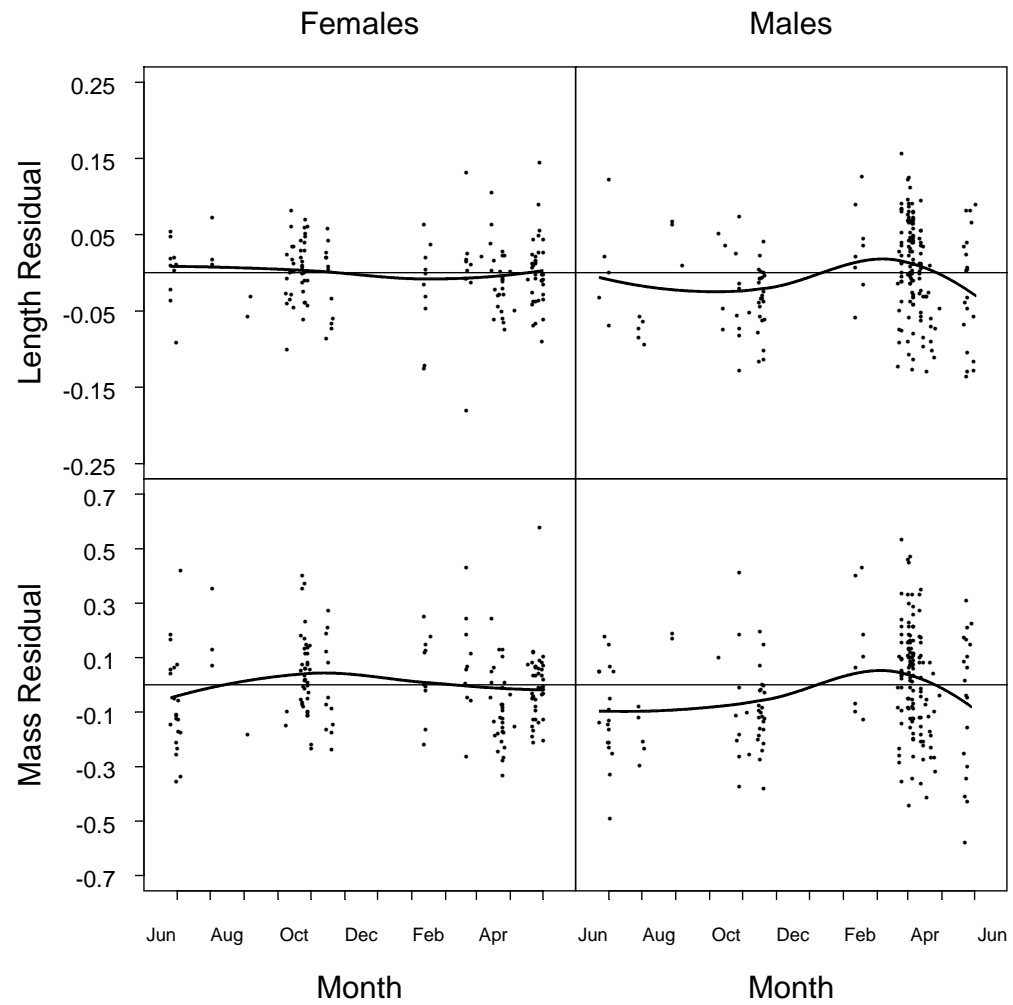 Females Males
Length Residual
0.25
0.15
0.05
-0.05
-0.15
-0.25
Mass Residual
0.7
0.5
0.3
0.1
-0.1
-0.3
-0.5
-0.7
Jun Aug Oct Dec Feb Apr Jun Aug Oct Dec Feb Apr Jun
Month Month